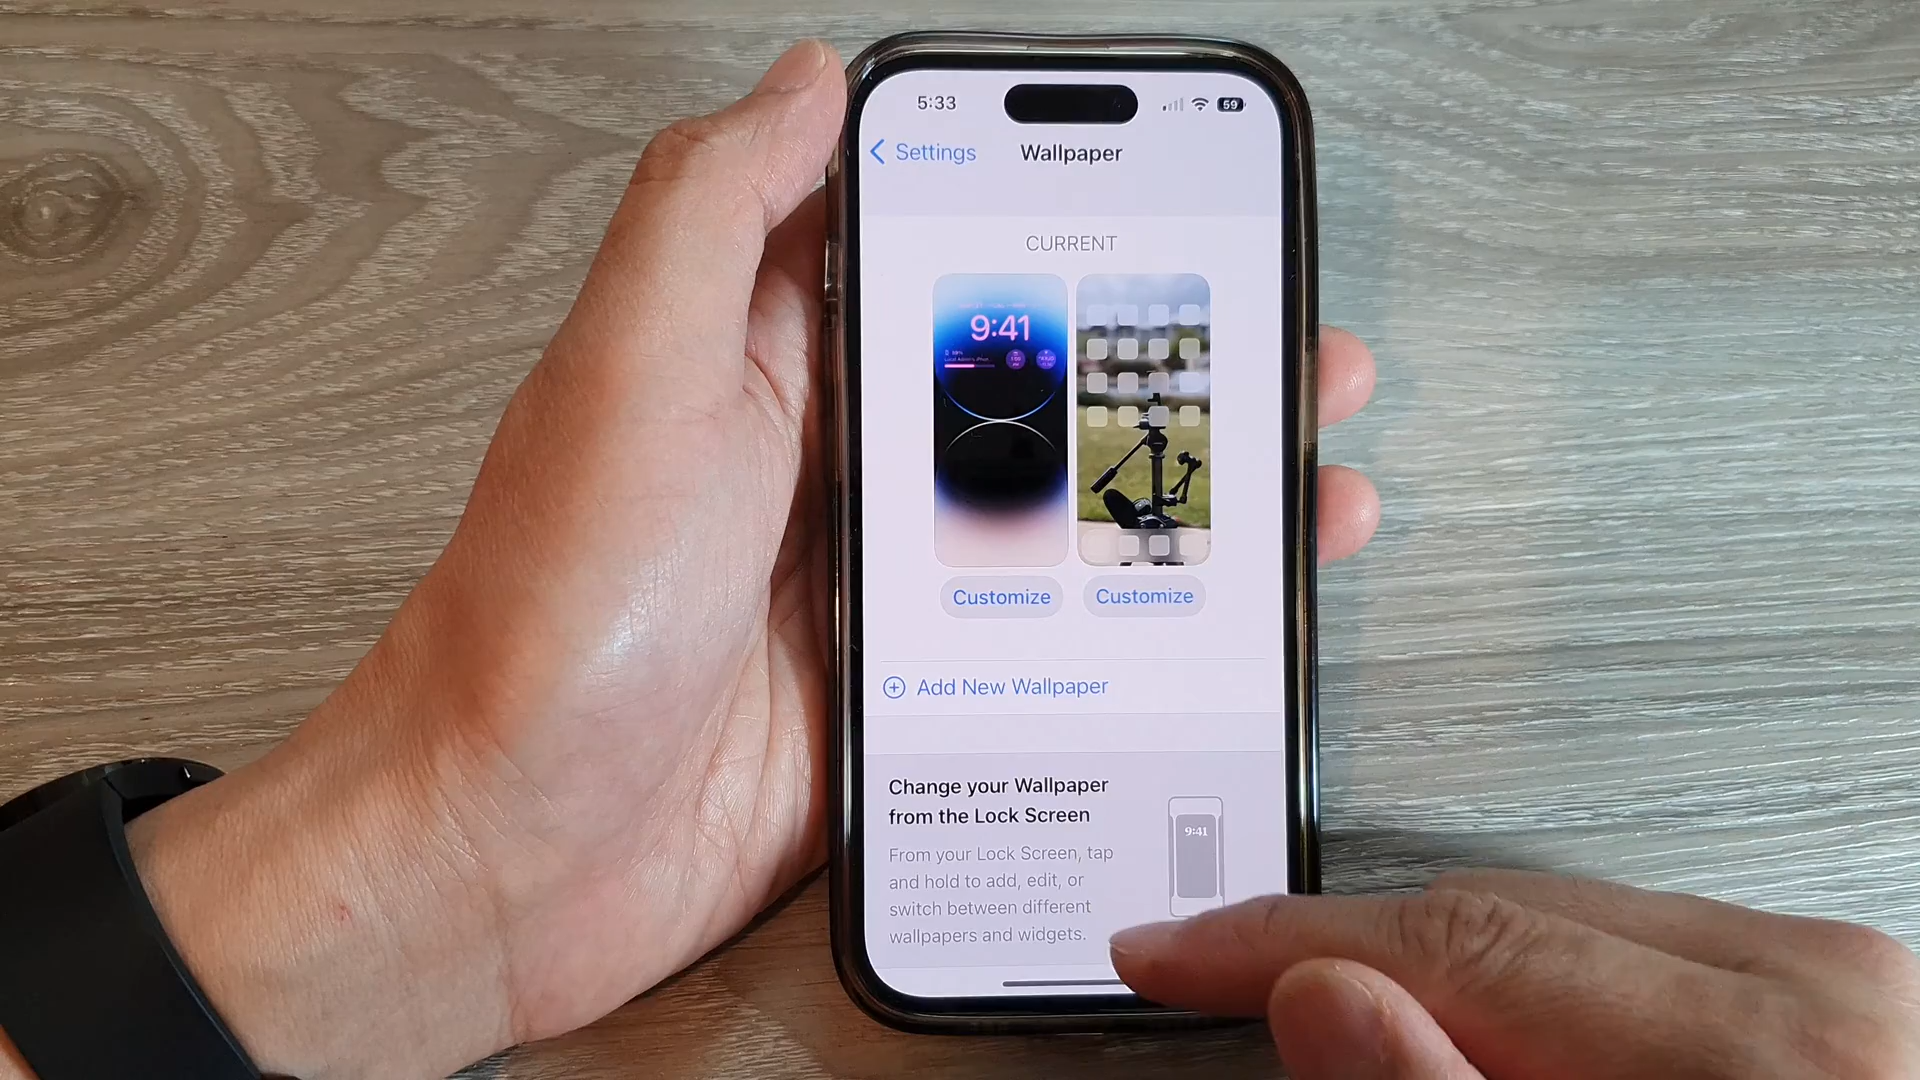 5:33
59
Settings
Wallpaper
CURRENT
9:41
Customize
Customize
Add New Wallpaper
Change your Wallpaper
from the Lock Screen
From your Lock Screen, tap
and hold to add, edit, or
switch between different
wallpapers and widgets.
9:41